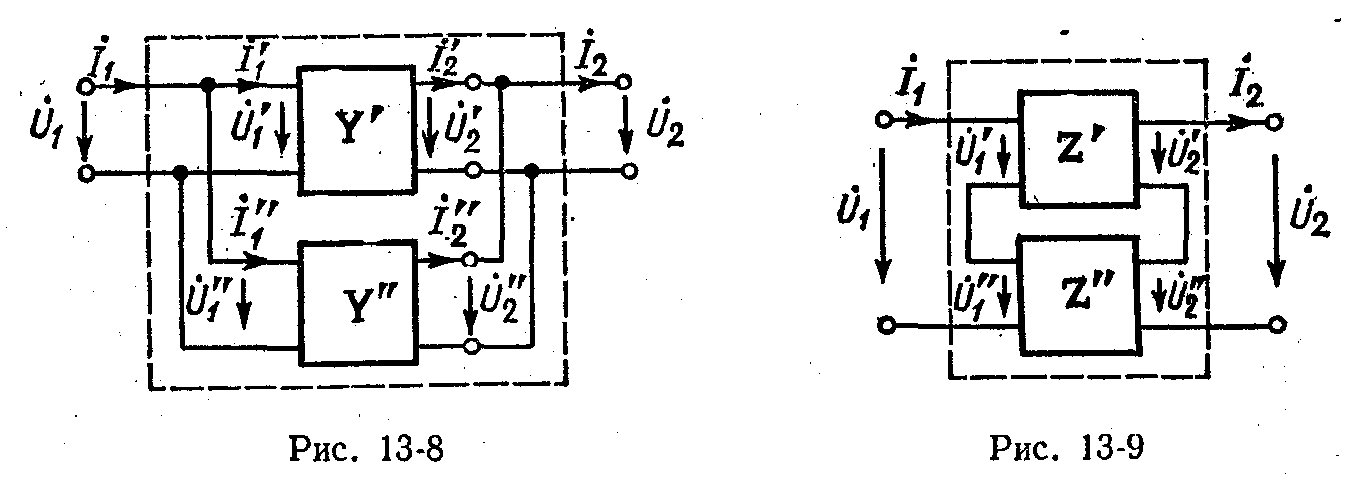 İ₁ İ₁′ İ₂′ İ₂
U̇₁ U̇₁′ Y′ U̇₂′ U̇₂
İ₁″ İ₂″
U̇₁″ Y″ U̇₂″
Рис. 13-8
İ₁ İ₂
U̇₁′ Z′ U̇₂′
U̇₁ U̇₂
U̇₁″ Z″ U̇₂″
Рис. 13-9